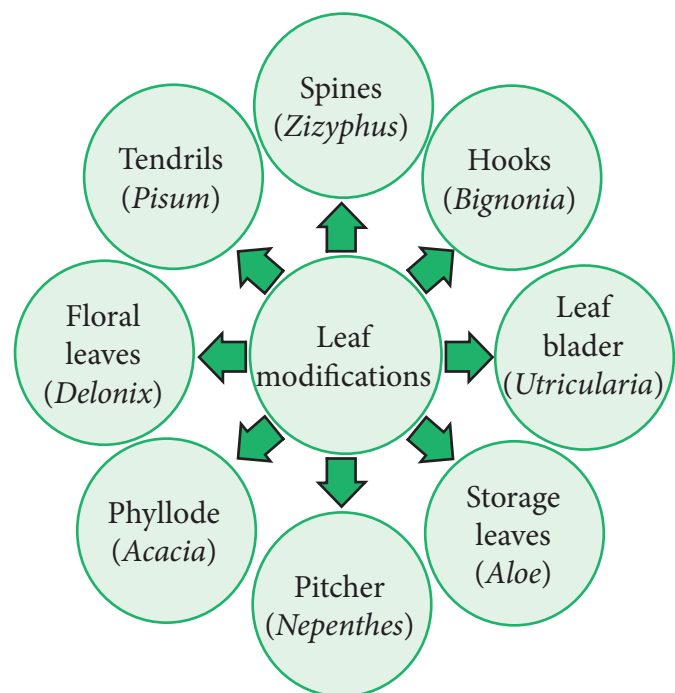 Spines
(Zizyphus)
Hooks
(Bignonia)
Leaf
blader
(Utricularia)
Storage
leaves
(Aloe)
Pitcher
(Nepenthes)
Phyllode
(Acacia)
Floral
leaves
(Delonix)
Tendrils
(Pisum)
Leaf
modifications